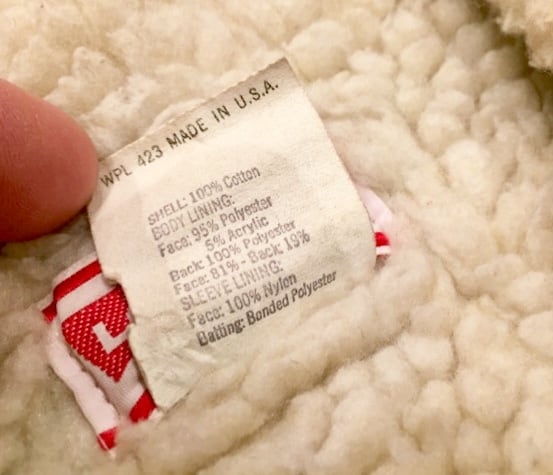 WPL 423 MADE IN U.S.A.
SHELL: 100% Cotton
BODY LINING:
Face: 95% Polyester
5% Acrylic
Back: 100% Polyester
Face: 81% - Back 19%
SLEEVE LINING:
Face: 100% Nylon
Batting: Bonded Polyester